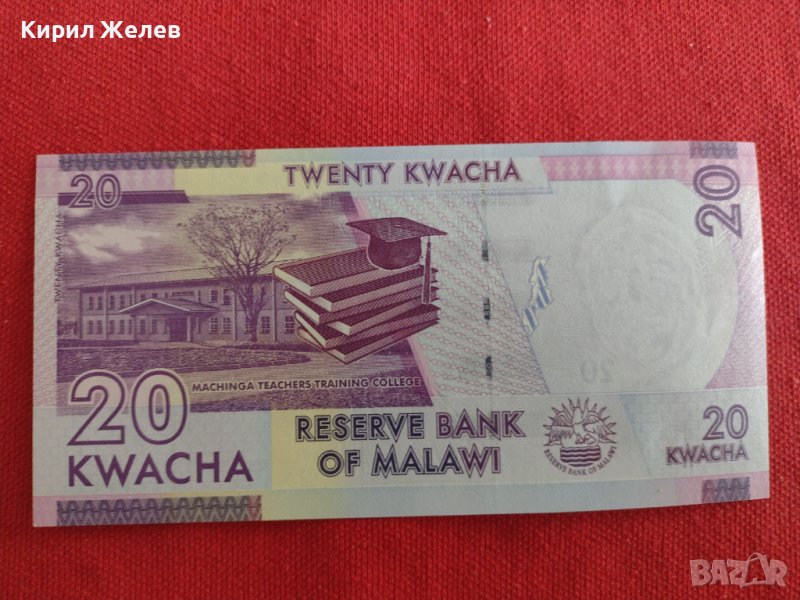 Кирил Желев
20
TWENTY KWACHA
20
TWENTY KWACHA
MACHINGA TEACHERS TRAINING COLLEGE
20
KWACHA
RESERVE BANK
OF MALAWI
RESERVE BANK OF MALAWI
20
KWACHA
BAZAR